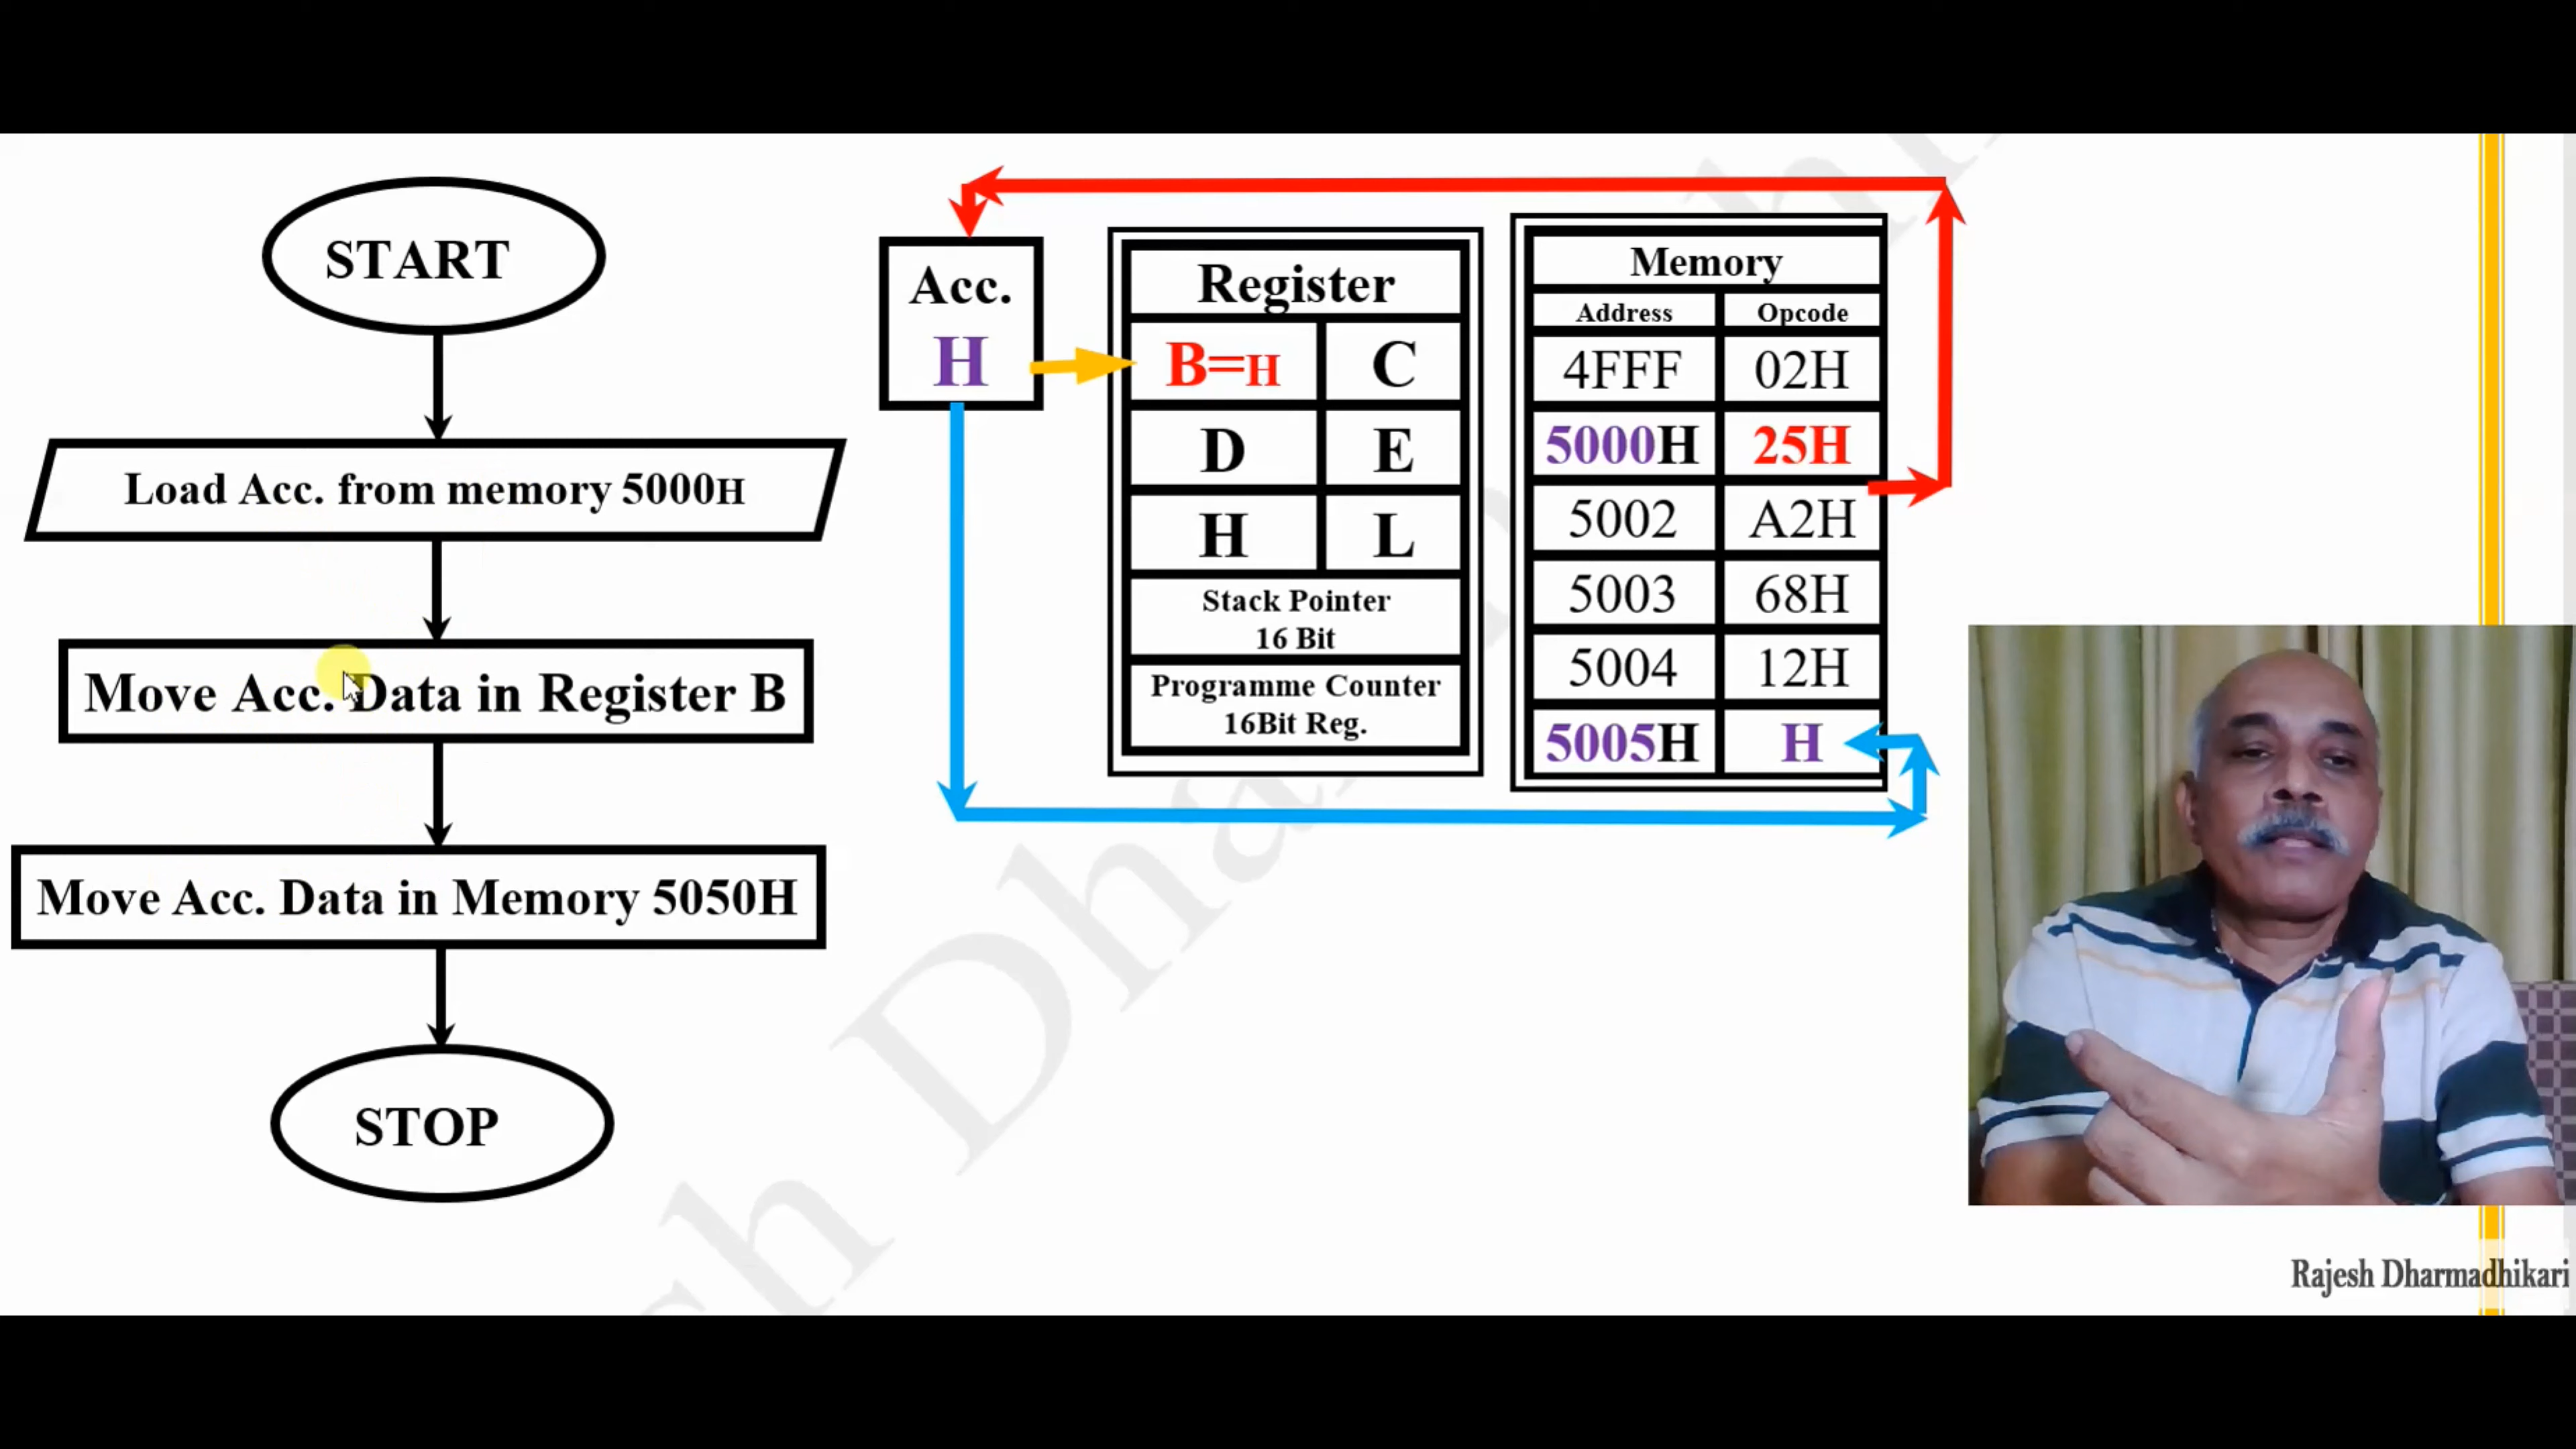 START
Load Acc. from memory 5000H
Move Acc. Data in Register B
Move Acc. Data in Memory 5050H
STOP
Acc.
H
Register
B=H C
D E
H L
Stack Pointer
16 Bit
Programme Counter
16Bit Reg.
Memory
Address Opcode
4FFF 02H
5000H 25H
5002 A2H
5003 68H
5004 12H
5005H H
Rajesh Dharmadhikari